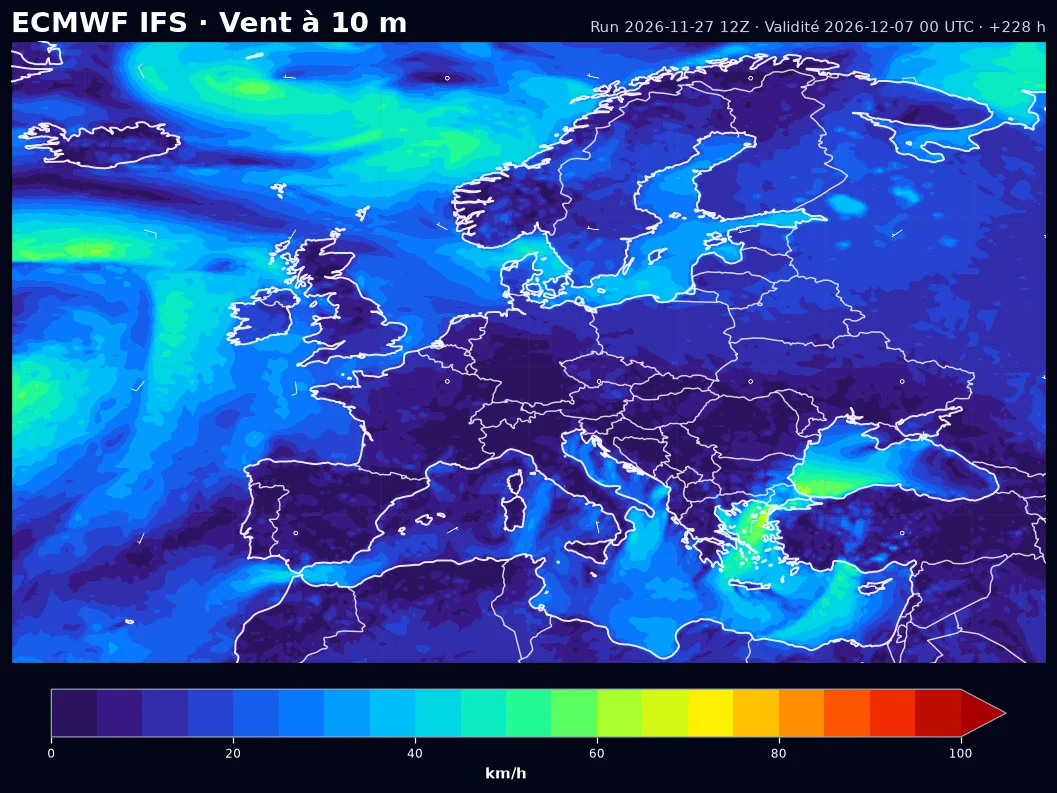 ECMWF IFS · Vent à 10 m
Run 2026-11-27 12Z · Validité 2026-12-07 00 UTC · +228 h
0 20 40 60 80 100
km/h